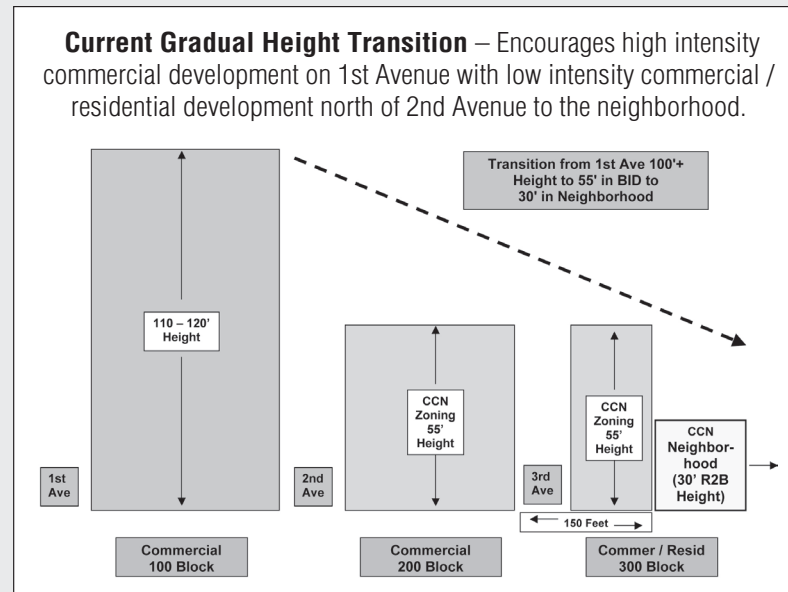 Current Gradual Height Transition – Encourages high intensity
commercial development on 1st Avenue with low intensity commercial /
residential development north of 2nd Avenue to the neighborhood.
Transition from 1st Ave 100'+
Height to 55' in BID to
30' in Neighborhood
110 – 120'
Height
CCN
Zoning
55'
Height
CCN
Zoning
55'
Height
CCN
Neighbor-
hood
(30' R2B
Height)
1st
Ave
2nd
Ave
3rd
Ave
150 Feet
Commercial
100 Block
Commercial
200 Block
Commer / Resid
300 Block